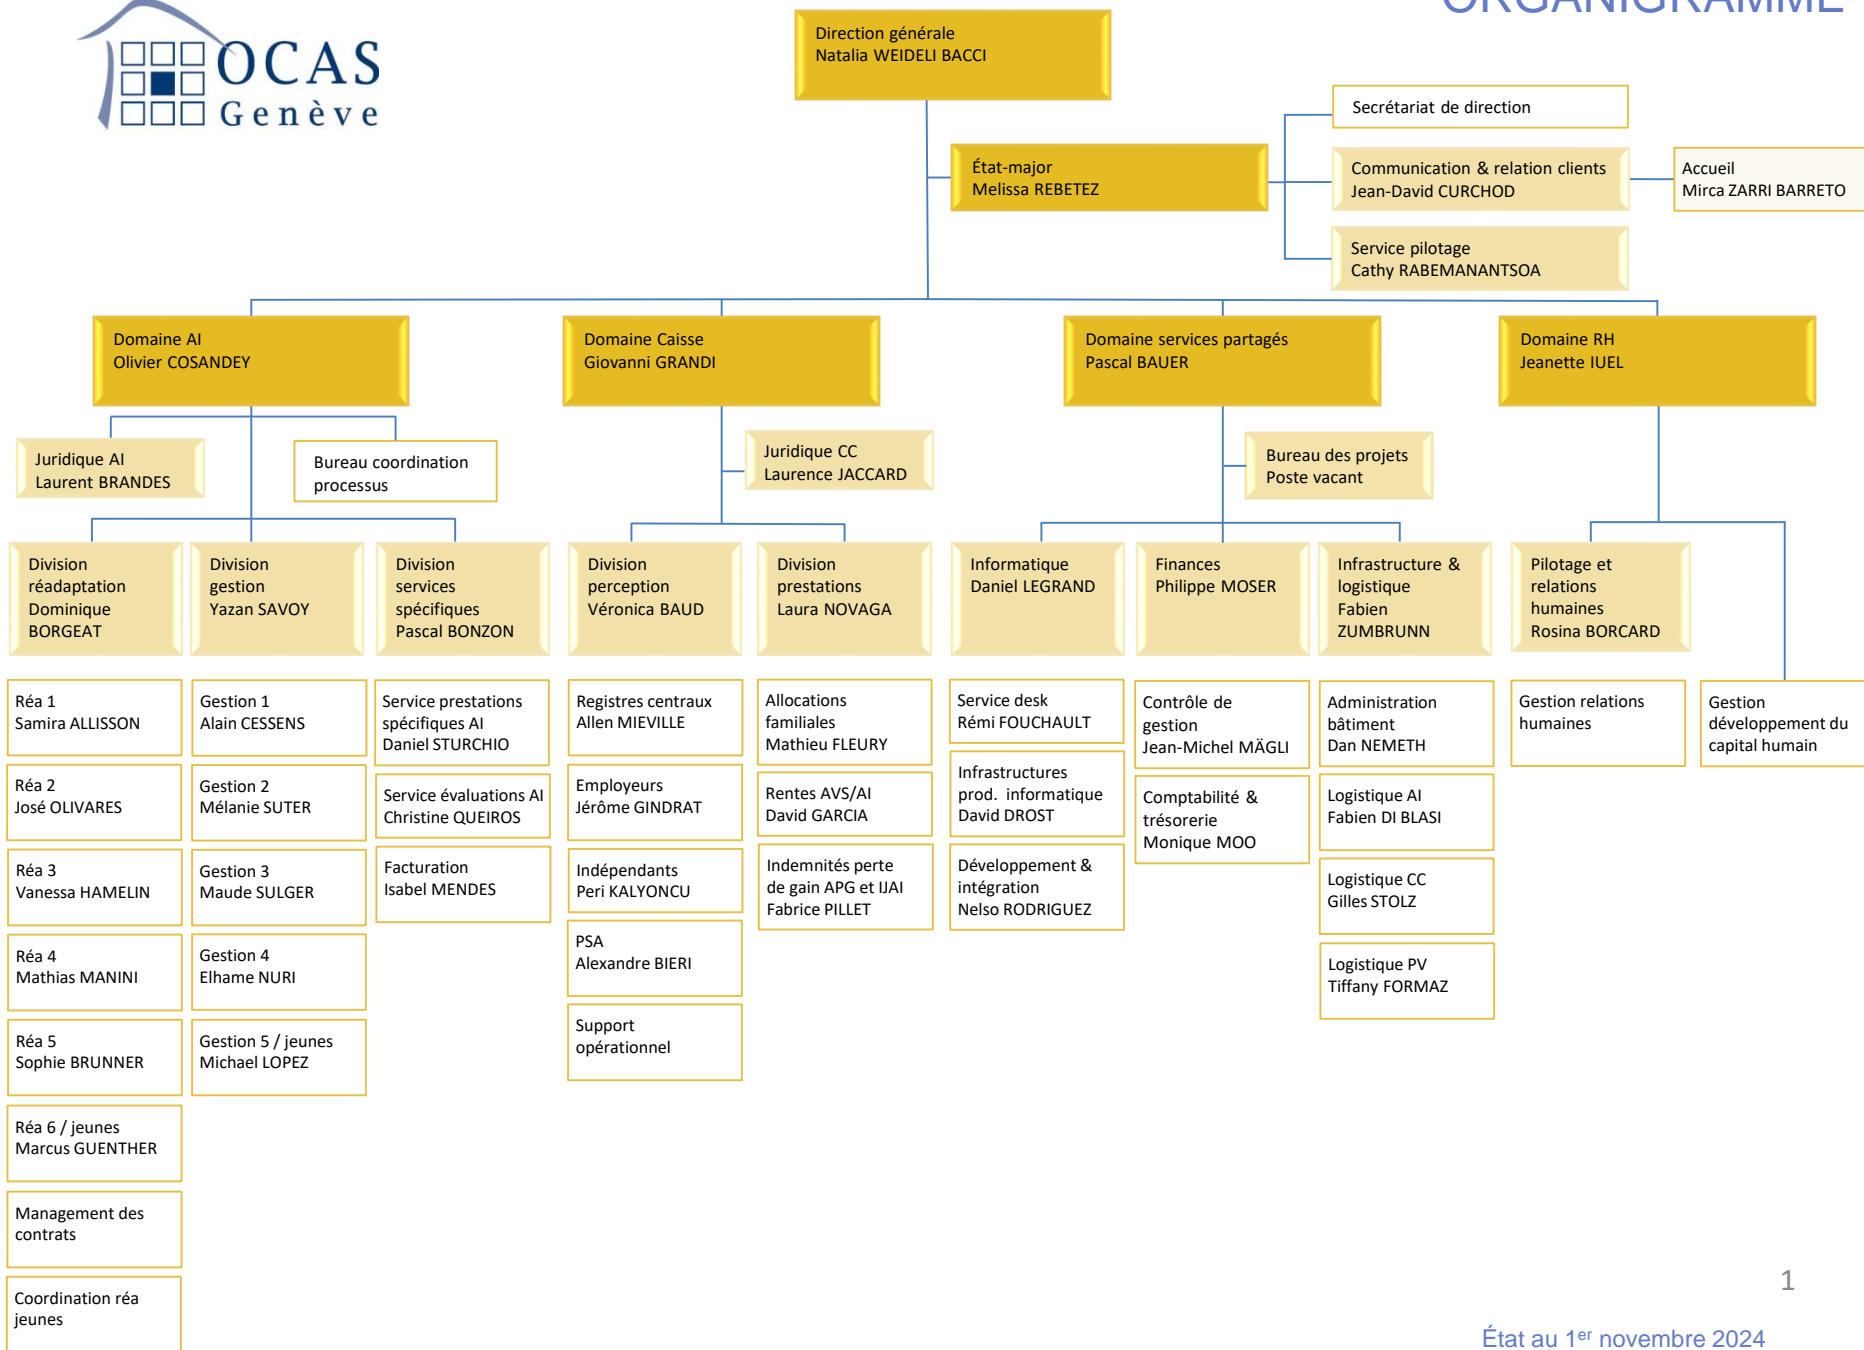 ORGANIGRAMME
OCAS
Genève
Direction générale
Natalia WEIDELI BACCI
Secrétariat de direction
État-major
Melissa REBETEZ
Communication & relation clients
Jean-David CURCHOD
Accueil
Mirca ZARRI BARRETO
Service pilotage
Cathy RABEMANANTSOA
Domaine AI
Olivier COSANDEY
Domaine Caisse
Giovanni GRANDI
Domaine services partagés
Pascal BAUER
Domaine RH
Jeanette IUEL
Juridique AI
Laurent BRANDES
Bureau coordination
processus
Juridique CC
Laurence JACCARD
Bureau des projets
Poste vacant
Division
réadaptation
Dominique
BORGEAT
Division
gestion
Yazan SAVOY
Division
services
spécifiques
Pascal BONZON
Division
perception
Véronica BAUD
Division
prestations
Laura NOVAGA
Informatique
Daniel LEGRAND
Finances
Philippe MOSER
Infrastructure &
logistique
Fabien
ZUMBRUNN
Pilotage et
relations
humaines
Rosina BORCARD
Réa 1
Samira ALLISSON
Réa 2
José OLIVARES
Réa 3
Vanessa HAMELIN
Réa 4
Mathias MANINI
Réa 5
Sophie BRUNNER
Réa 6 / jeunes
Marcus GUENTHER
Management des
contrats
Coordination réa
jeunes
Gestion 1
Alain CESSENS
Gestion 2
Mélanie SUTER
Gestion 3
Maude SULGER
Gestion 4
Elhame NURI
Gestion 5 / jeunes
Michael LOPEZ
Service prestations
spécifiques AI
Daniel STURCHIO
Service évaluations AI
Christine QUEIROS
Facturation
Isabel MENDES
Registres centraux
Allen MIEVILLE
Employeurs
Jérôme GINDRAT
Indépendants
Peri KALYONCU
PSA
Alexandre BIERI
Support
opérationnel
Allocations
familiales
Mathieu FLEURY
Rentes AVS/AI
David GARCIA
Indemnités perte
de gain APG et IJAI
Fabrice PILLET
Service desk
Rémi FOUCHAULT
Infrastructures
prod. informatique
David DROST
Développement &
intégration
Nelso RODRIGUEZ
Contrôle de
gestion
Jean-Michel MÄGLI
Comptabilité &
trésorerie
Monique MOO
Administration
bâtiment
Dan NEMETH
Logistique AI
Fabien DI BLASI
Logistique CC
Gilles STOLZ
Logistique PV
Tiffany FORMAZ
Gestion relations
humaines
Gestion
développement du
capital humain
1
État au 1er novembre 2024